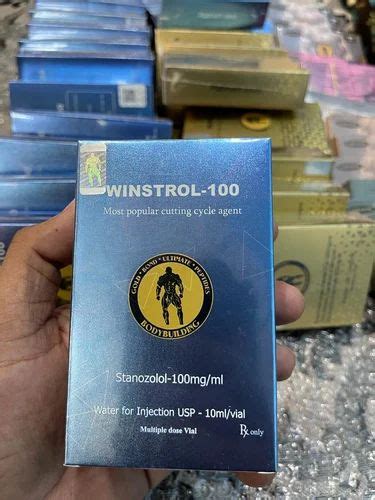 WINSTROL-100
Most popular cutting cycle agent
GOLD • BOND • ULTIMATE • PEPTIDES
BODYBUILDING
Stanozolol-100mg/ml
Water for Injection USP - 10ml/vial
Multiple dose Vial
Rx only